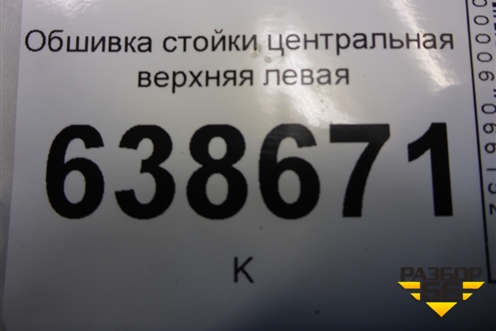 Обшивка стойки центральная
верхняя левая
638671
К
РАЗБОР